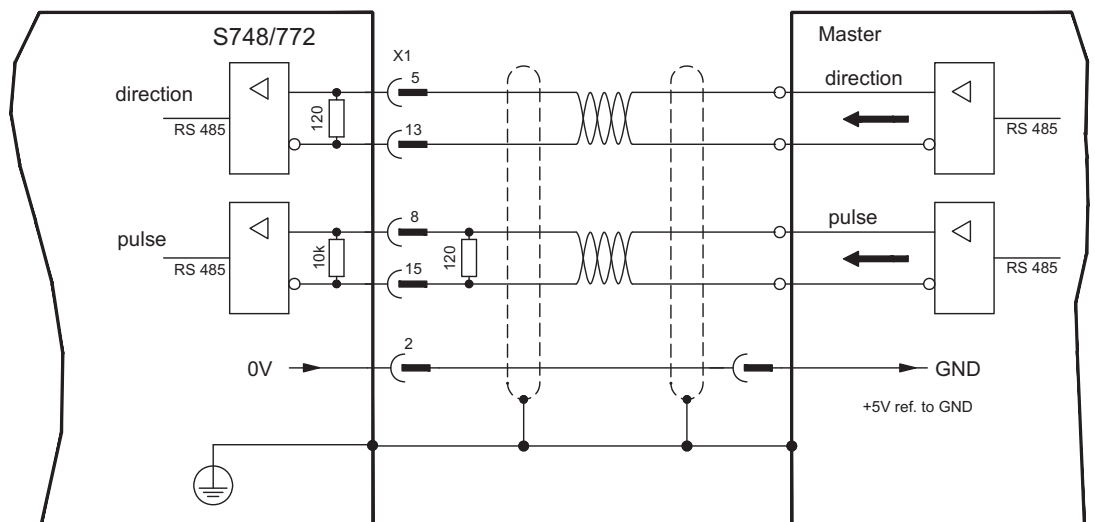 S748/772
Master
X1
5
direction
direction
120
RS 485
13
RS 485
8
pulse
pulse
10k
120
RS 485
15
RS 485
2
0V
GND
+5V ref. to GND